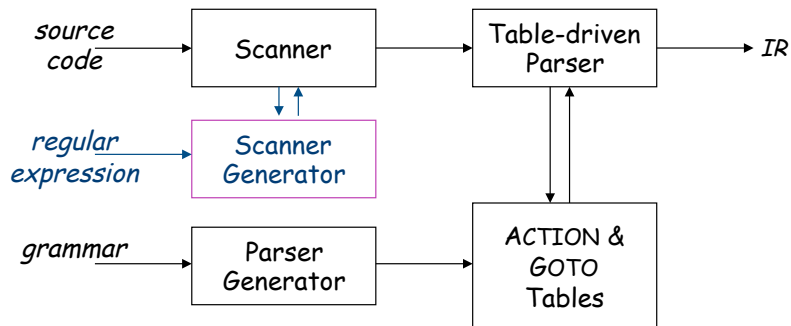 source
code
Scanner
Table-driven
Parser
IR
regular
expression
Scanner
Generator
grammar
Parser
Generator
ACTION &
GOTO
Tables